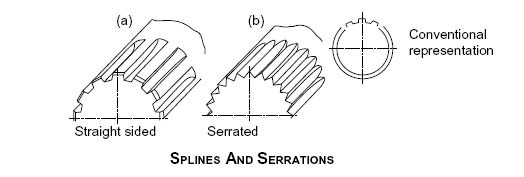 (a)
(b)
Conventional
representation
Straight sided
Serrated
SPLINES AND SERRATIONS